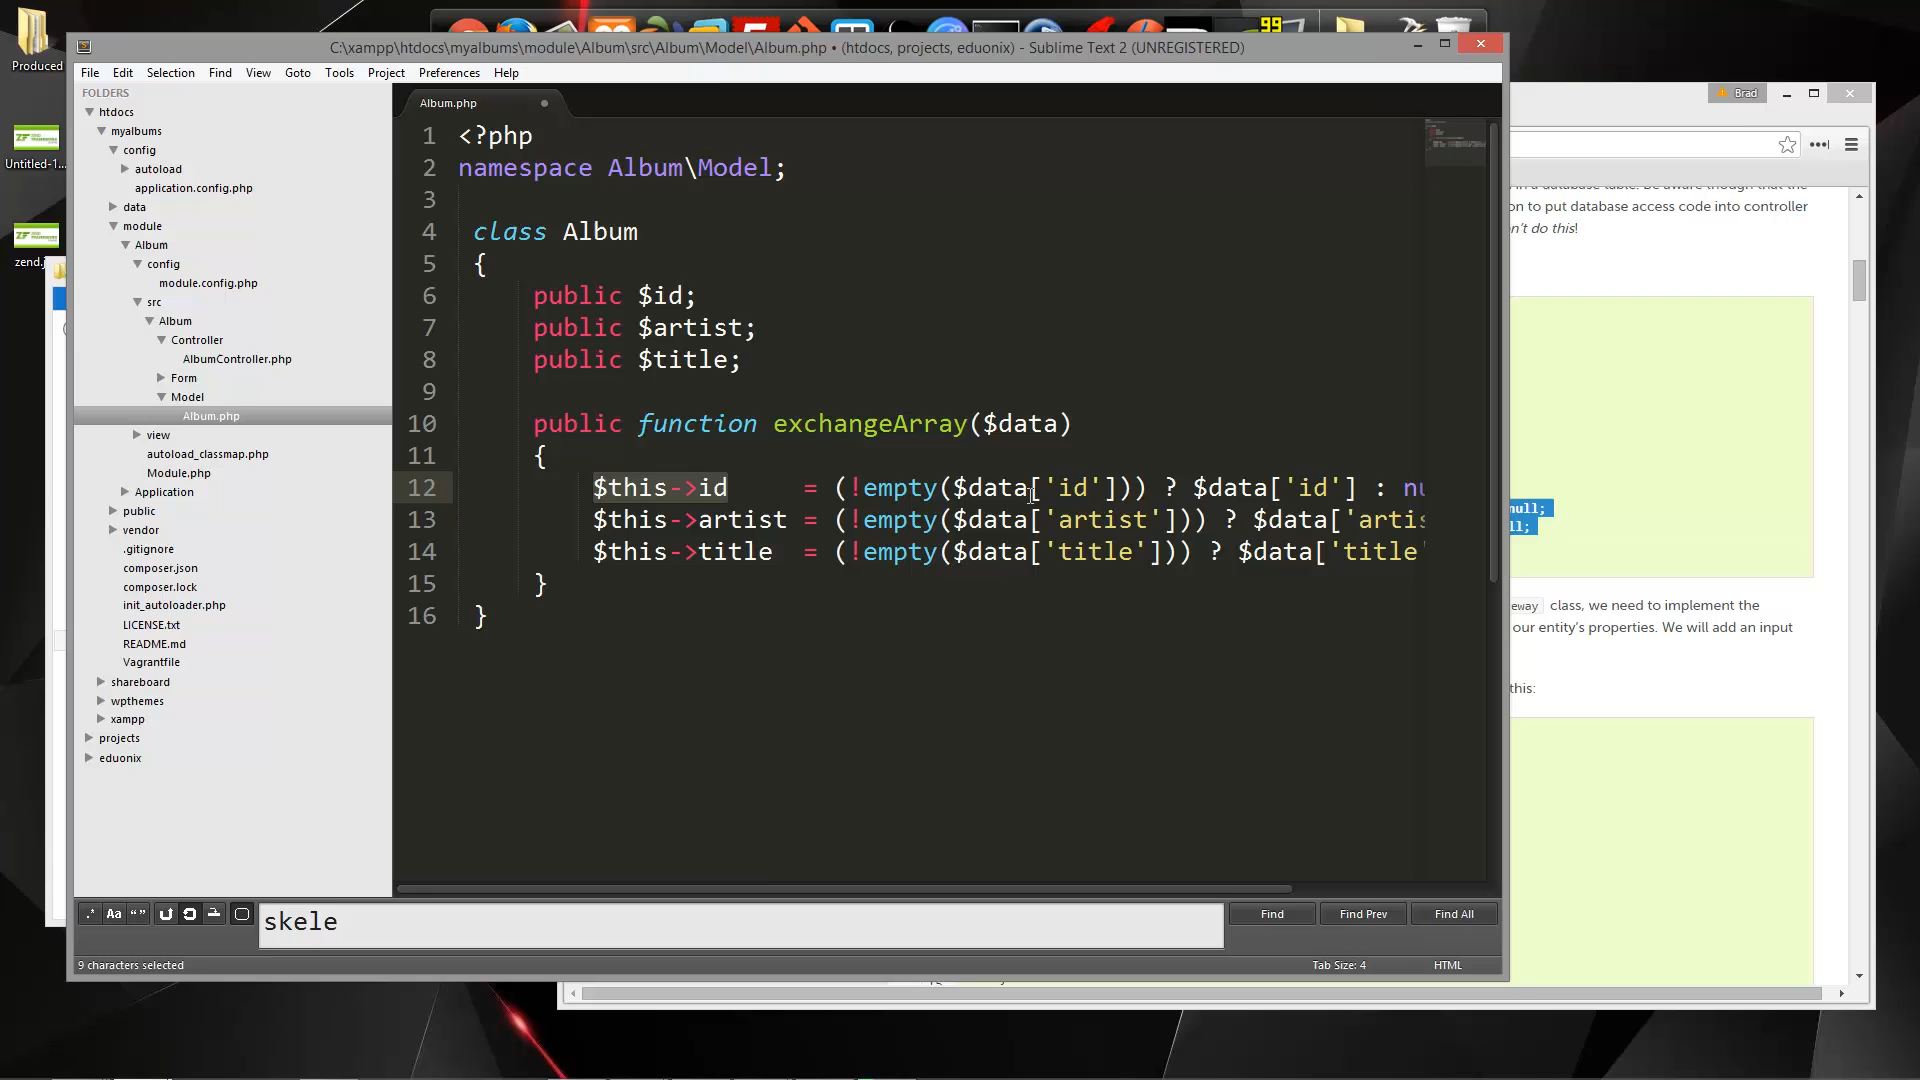 Produced
Untitled-1...
zend.j
99
C:\xampp\htdocs\myalbums\module\Album\src\Album\Model\Album.php • (htdocs, projects, eduonix) - Sublime Text 2 (UNREGISTERED)
File Edit Selection Find View Goto Tools Project Preferences Help
FOLDERS
htdocs
myalbums
config
autoload
application.config.php
data
module
Album
config
module.config.php
src
Album
Controller
AlbumController.php
Form
Model
Album.php
view
autoload_classmap.php
Module.php
Application
public
vendor
.gitignore
composer.json
composer.lock
init_autoloader.php
LICENSE.txt
README.md
Vagrantfile
shareboard
wpthemes
xampp
projects
eduonix
Album.php
1 <?php
2 namespace Album\Model;
3
4 class Album
5 {
6 public $id;
7 public $artist;
8 public $title;
9
10 public function exchangeArray($data)
11 {
12 $this->id = (!empty($data['id'])) ? $data['id'] : nu
13 $this->artist = (!empty($data['artist'])) ? $data['artis
14 $this->title = (!empty($data['title'])) ? $data['title'
15 }
16 }
.* Aa “ ”
skele
Find Find Prev Find All
9 characters selected
Tab Size: 4 HTML
Brad
on to put database access code into controller
n't do this!
null;
ll;
eway class, we need to implement the
our entity's properties. We will add an input
this: